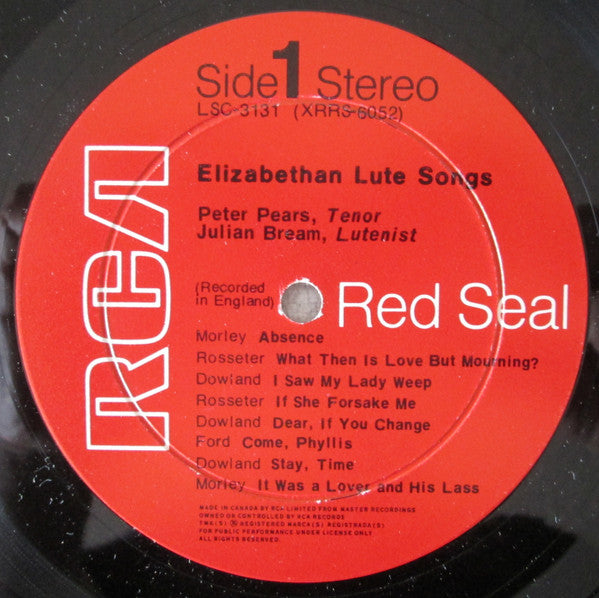 Side 1 Stereo
LSC-3131 (XRRS-6052)
Elizabethan Lute Songs
Peter Pears, Tenor
Julian Bream, Lutenist
(Recorded
in England)
RCA
Red Seal
Morley Absence
Rosseter What Then Is Love But Mourning?
Dowland I Saw My Lady Weep
Rosseter If She Forsake Me
Dowland Dear, If You Change
Ford Come, Phyllis
Dowland Stay, Time
Morley It Was a Lover and His Lass
MADE IN CANADA BY RCA LIMITED FROM MASTER RECORDINGS
OWNED OR CONTROLLED BY RCA RECORDS
TMK(S) ® REGISTERED MARCA(S) REGISTRADA(S)
FOR PUBLIC PERFORMANCE UNDER LICENSE ONLY
ALL RIGHTS RESERVED.